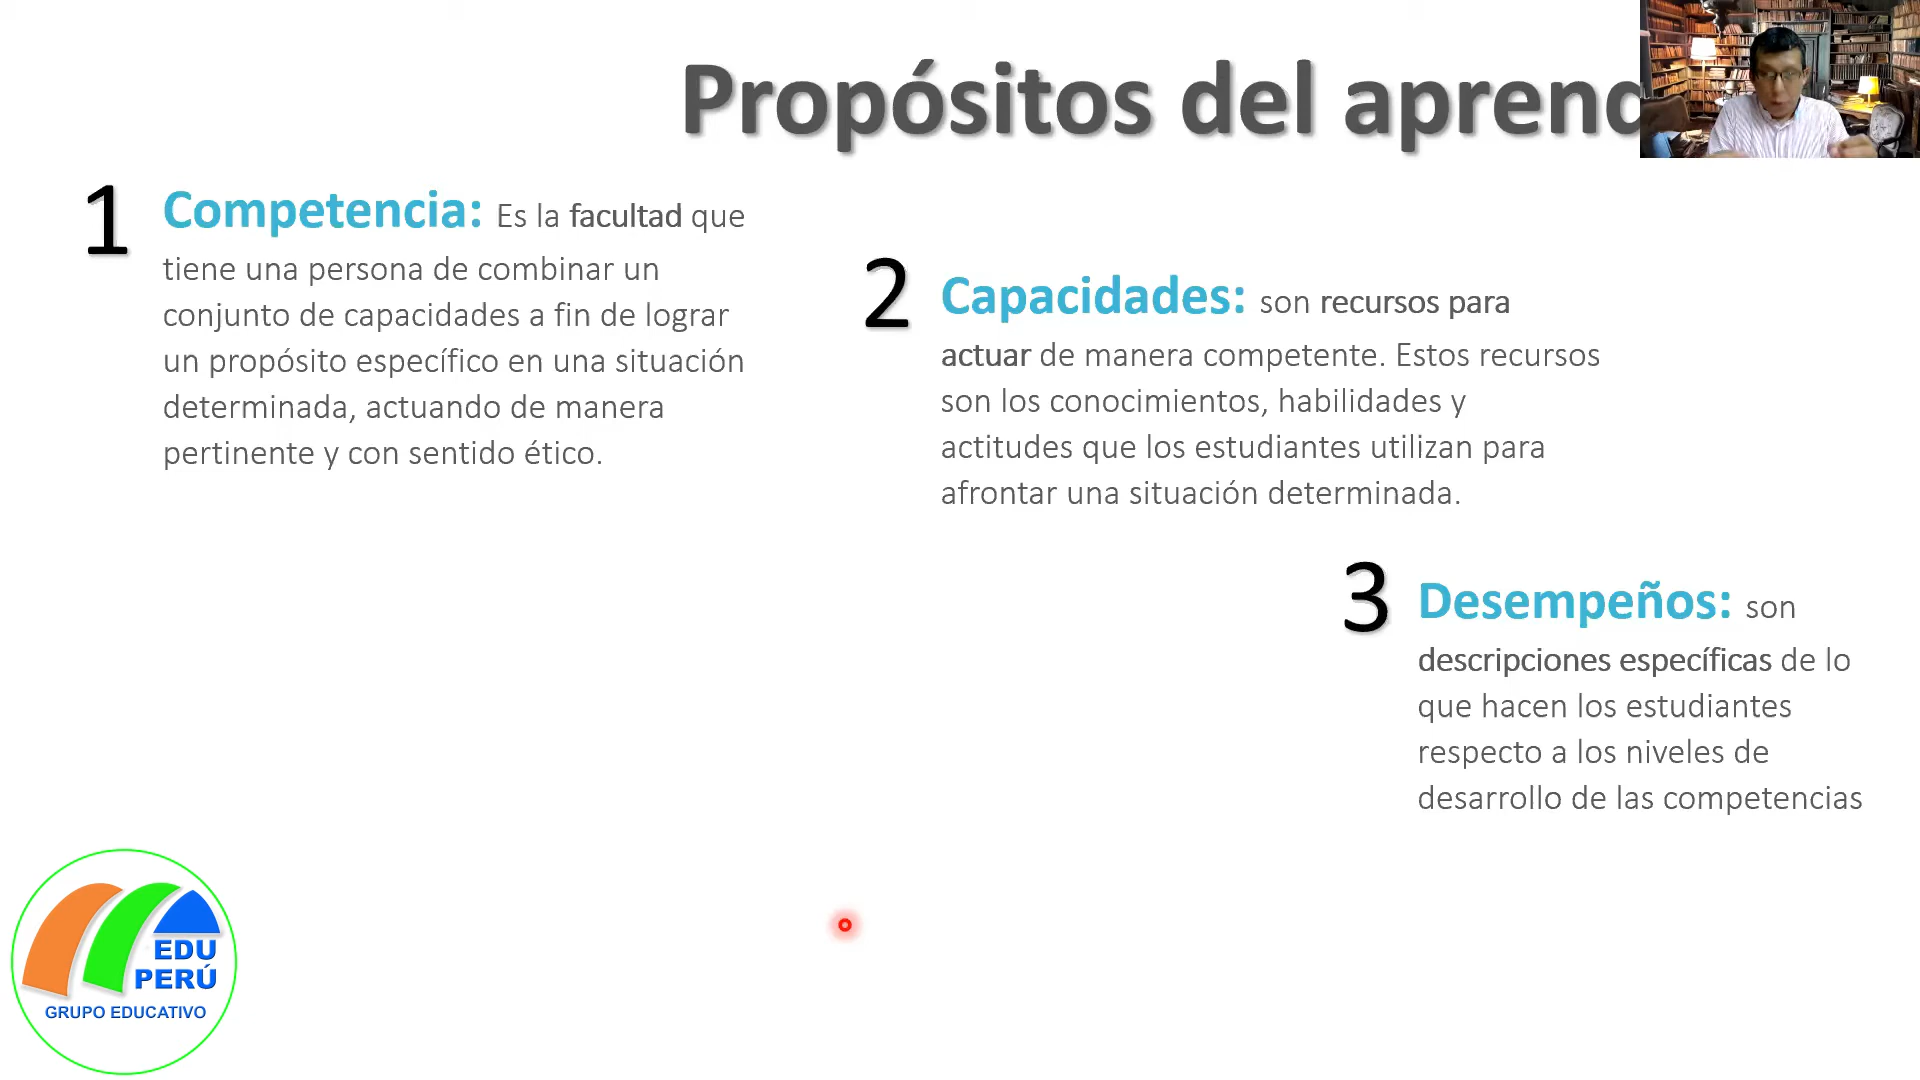 Propósitos del
1
Competencia: Es la facultad que
tiene una persona de combinar un
conjunto de capacidades a fin de lograr
un propósito específico en una situación
determinada, actuando de manera
pertinente y con sentido ético.
2
Capacidades: son recursos para
actuar de manera competente. Estos recursos
son los conocimientos, habilidades y
actitudes que los estudiantes utilizan para
afrontar una situación determinada.
3
Desempeños: son
descripciones específicas de lo
que hacen los estudiantes
respecto a los niveles de
desarrollo de las competencias
EDU
PERÚ
GRUPO EDUCATIVO